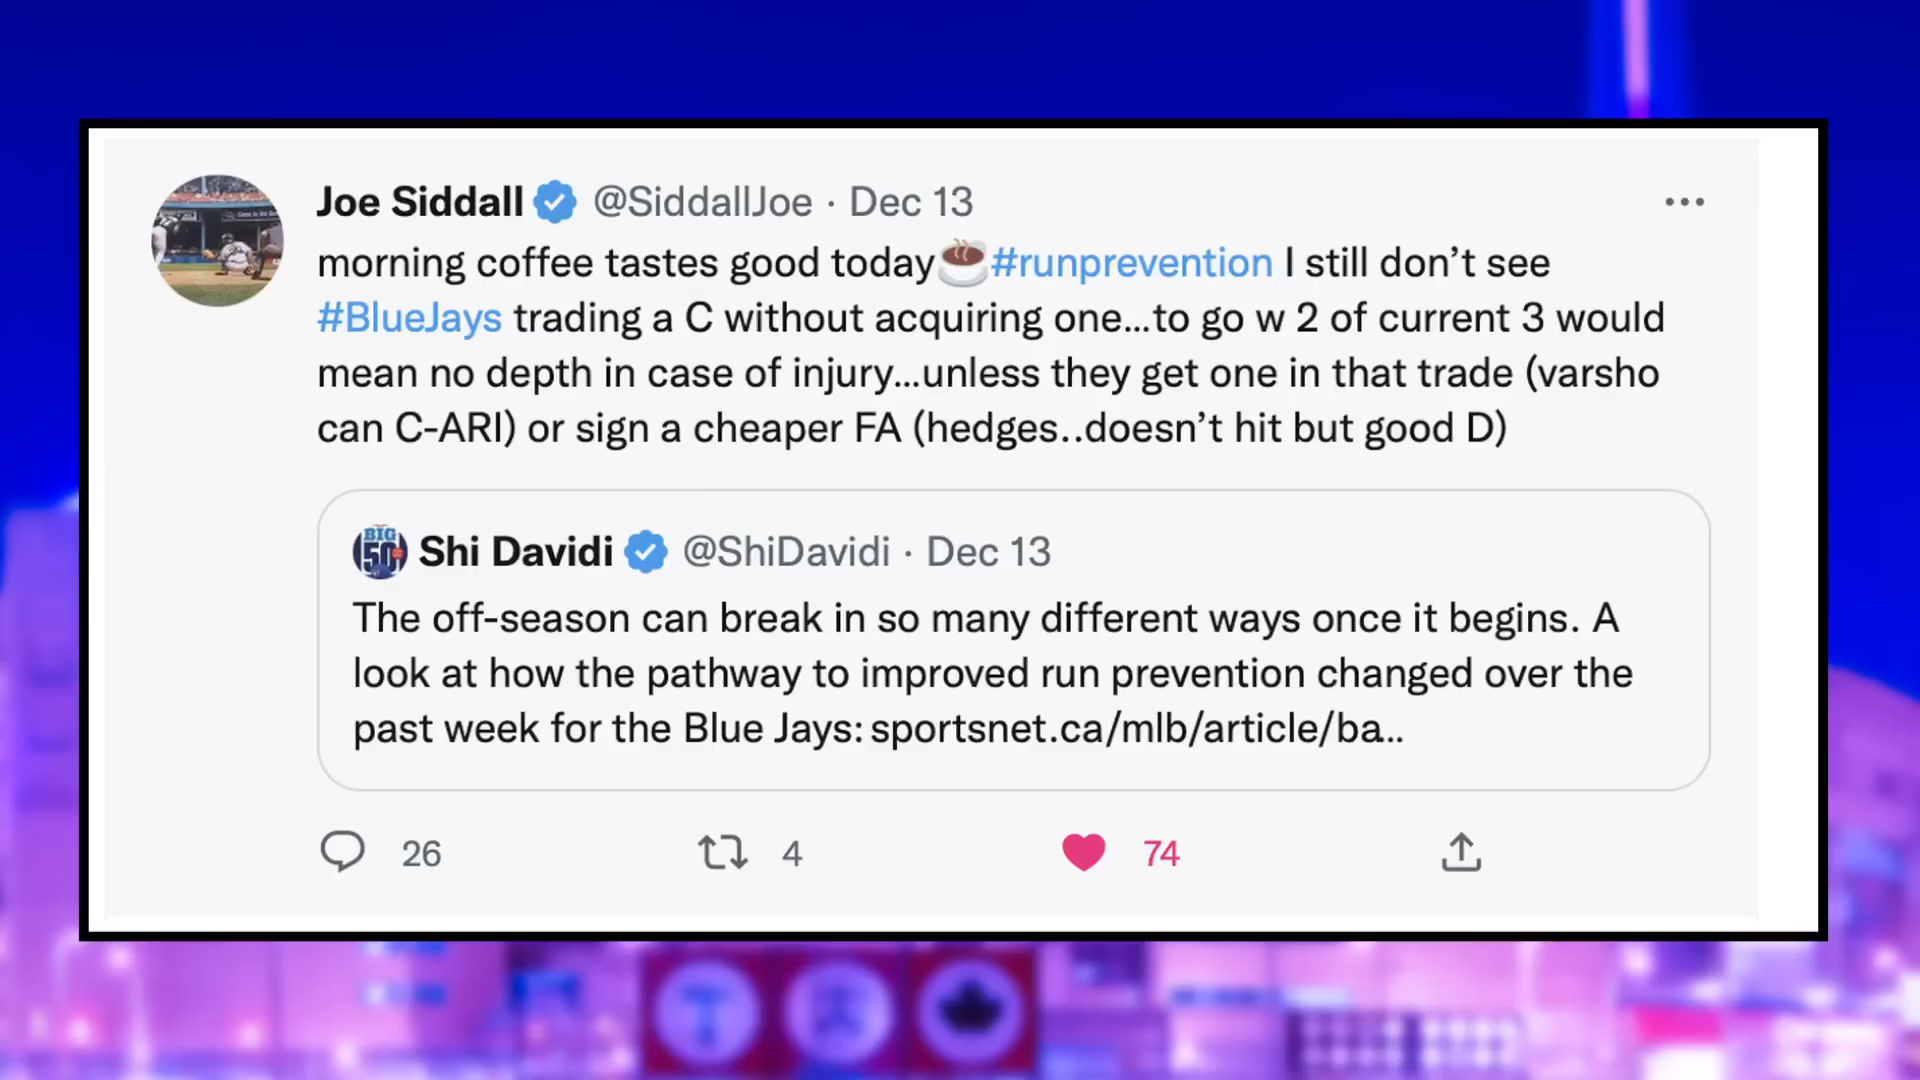 Joe Siddall @SiddallJoe · Dec 13
morning coffee tastes good today☕#runprevention I still don’t see
#BlueJays trading a C without acquiring one...to go w 2 of current 3 would
mean no depth in case of injury...unless they get one in that trade (varsho
can C-ARI) or sign a cheaper FA (hedges..doesn’t hit but good D)
BIG
50
Shi Davidi @ShiDavidi · Dec 13
The off-season can break in so many different ways once it begins. A
look at how the pathway to improved run prevention changed over the
past week for the Blue Jays: sportsnet.ca/mlb/article/ba...
26 4 74